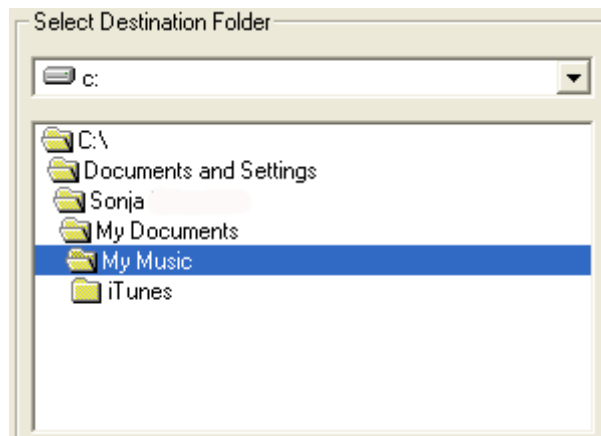 Select Destination Folder
c:
C:\
Documents and Settings
Sonja
My Documents
My Music
iTunes